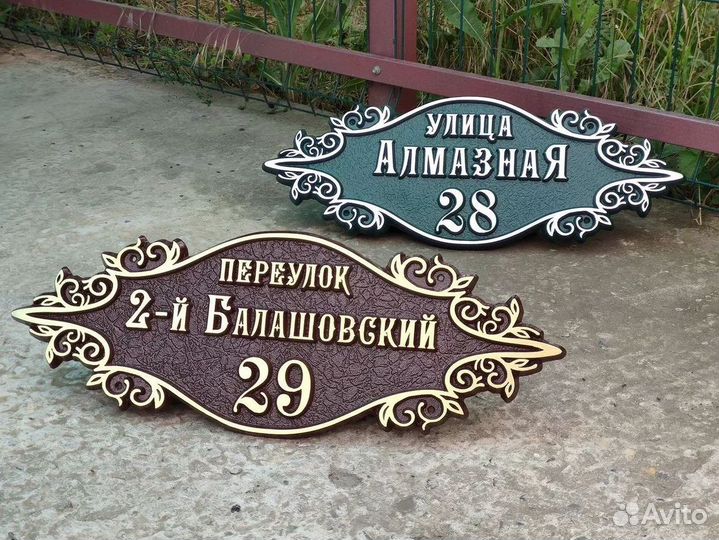 УЛИЦА
АЛМАЗНАЯ
28
ПЕРЕУЛОК
2-Й БАЛАШОВСКИЙ
29
Avito